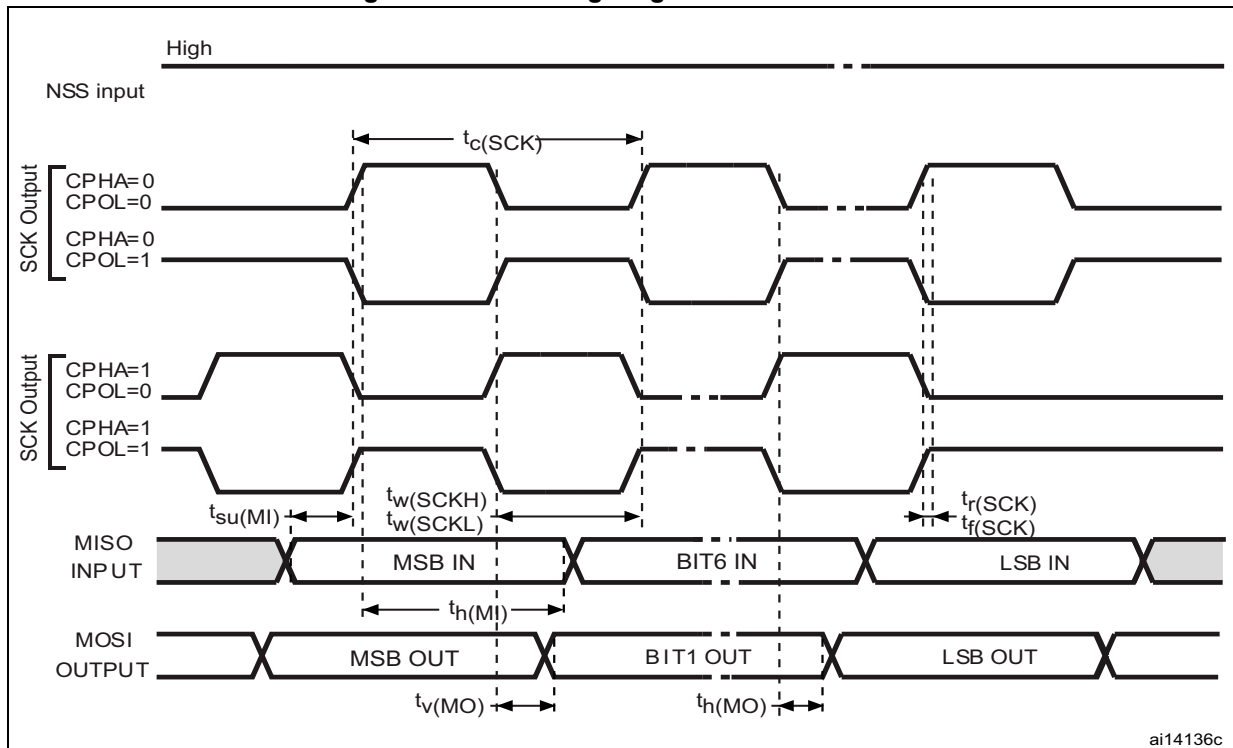 High
NSS input
tc(SCK)
SCK Output
CPHA=0
CPOL=0
CPHA=0
CPOL=1
SCK Output
CPHA=1
CPOL=0
CPHA=1
CPOL=1
tsu(MI)
tw(SCKH)
tw(SCKL)
tr(SCK)
tf(SCK)
MISO
INPUT
MSB IN
BIT6 IN
LSB IN
th(MI)
MOSI
OUTPUT
MSB OUT
BIT1 OUT
LSB OUT
tv(MO)
th(MO)
ai14136c